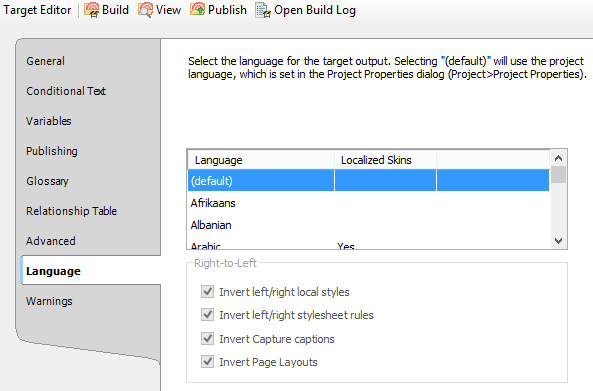 Target Editor Build View Publish Open Build Log
General
Conditional Text
Variables
Publishing
Glossary
Relationship Table
Advanced
Language
Warnings
Select the language for the target output. Selecting "(default)" will use the project
language, which is set in the Project Properties dialog (Project>Project Properties).
Language Localized Skins
(default)
Afrikaans
Albanian
Arabic Yes
Right-to-Left
Invert left/right local styles
Invert left/right stylesheet rules
Invert Capture captions
Invert Page Layouts